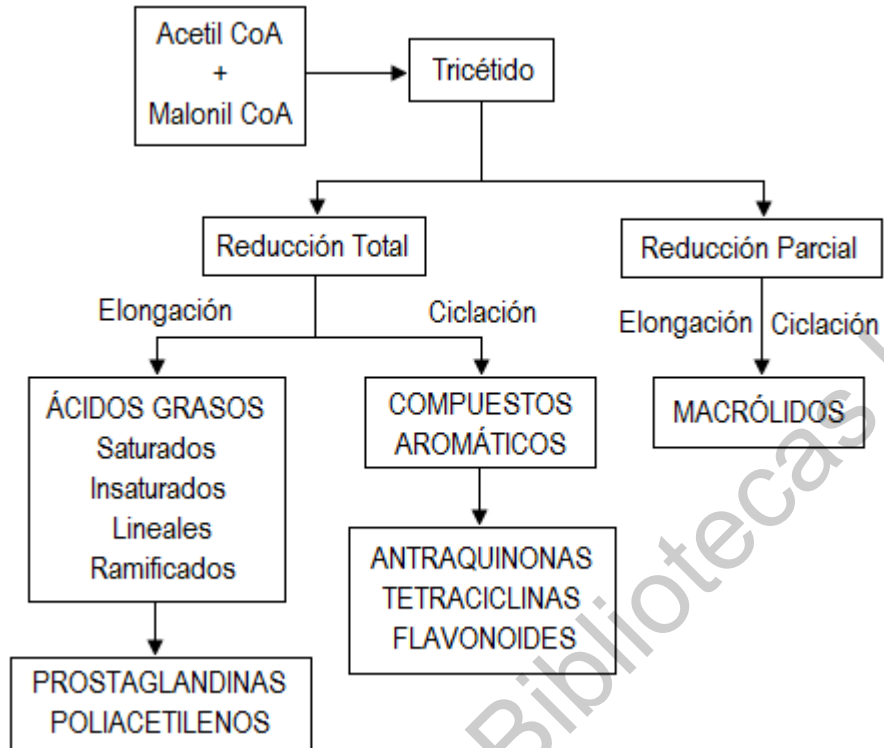 Acetil CoA
+
Malonil CoA
Tricétido
Reducción Total
Reducción Parcial
Elongación
Ciclación
Elongación
Ciclación
ÁCIDOS GRASOS
Saturados
Insaturados
Lineales
Ramificados
COMPUESTOS
AROMÁTICOS
MACRÓLIDOS
ANTRAQUINONAS
TETRACICLINAS
FLAVONOIDES
PROSTAGLANDINAS
POLIACETILENOS
Bibliotecas